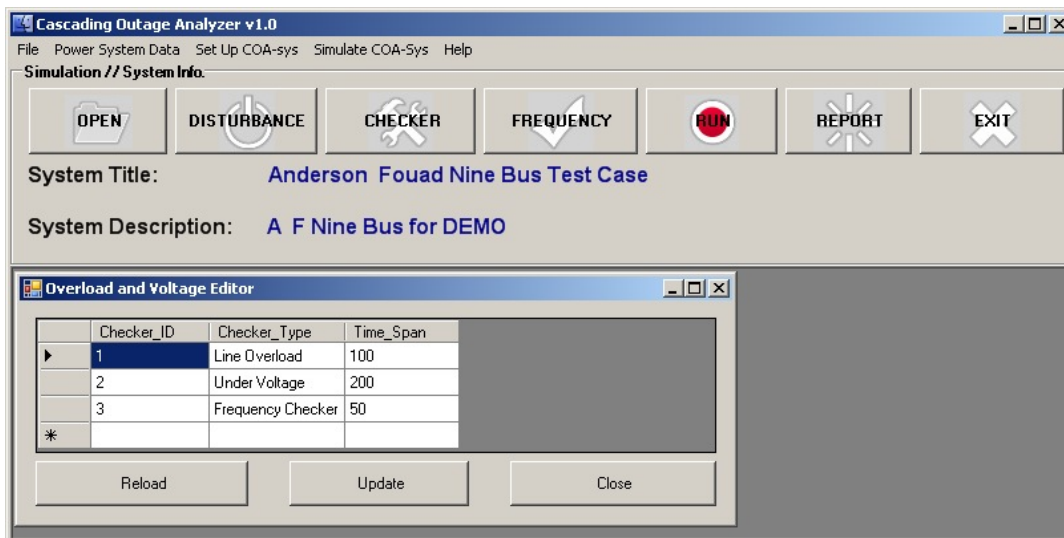 Cascading Outage Analyzer v1.0
File Power System Data Set Up COA-sys Simulate COA-Sys Help
Simulation // System Info.
OPEN DISTURBANCE CHECKER FREQUENCY RUN REPORT EXIT
System Title: Anderson Fouad Nine Bus Test Case
System Description: A F Nine Bus for DEMO
Overload and Voltage Editor
Checker_ID Checker_Type Time_Span
1 Line Overload 100
2 Under Voltage 200
3 Frequency Checker 50
Reload Update Close